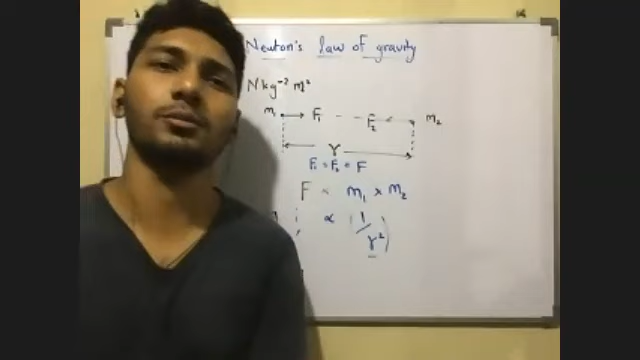 Newton's law of gravity
N kg⁻² m²
m₁ F₁ F₂ m₂
r
F₁ = F₂ = F
F ∝ m₁ × m₂
∝ (1/r²)